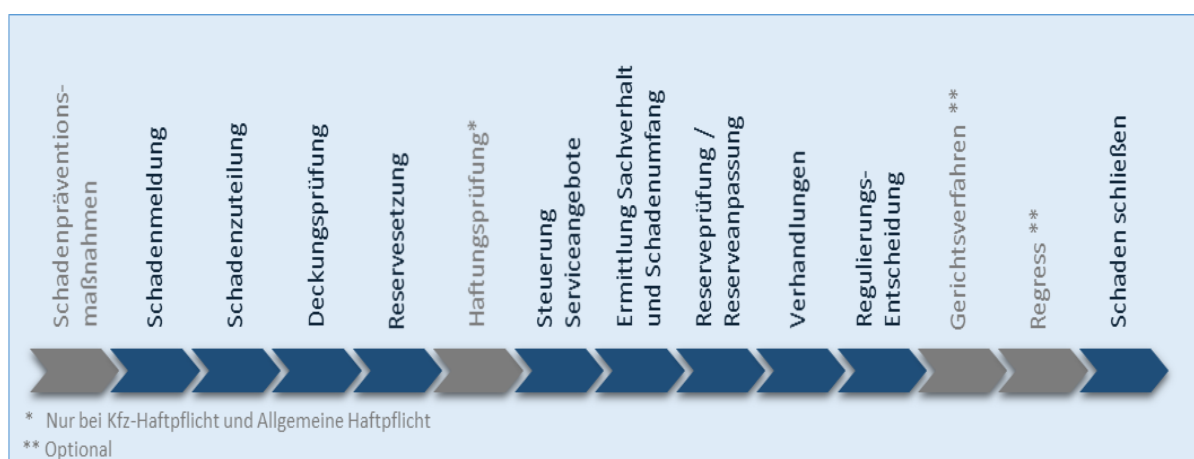 Schadenpräventions-
maßnahmen
Schadenmeldung
Schadenzuteilung
Deckungsprüfung
Reservesetzung
Haftungsprüfung*
Steuerung
Serviceangebote
Ermittlung Sachverhalt
und Schadenumfang
Reserveprüfung /
Reserveanpassung
Verhandlungen
Regulierungs-
Entscheidung
Gerichtsverfahren **
Regress **
Schaden schließen
* Nur bei Kfz-Haftpflicht und Allgemeine Haftpflicht
** Optional